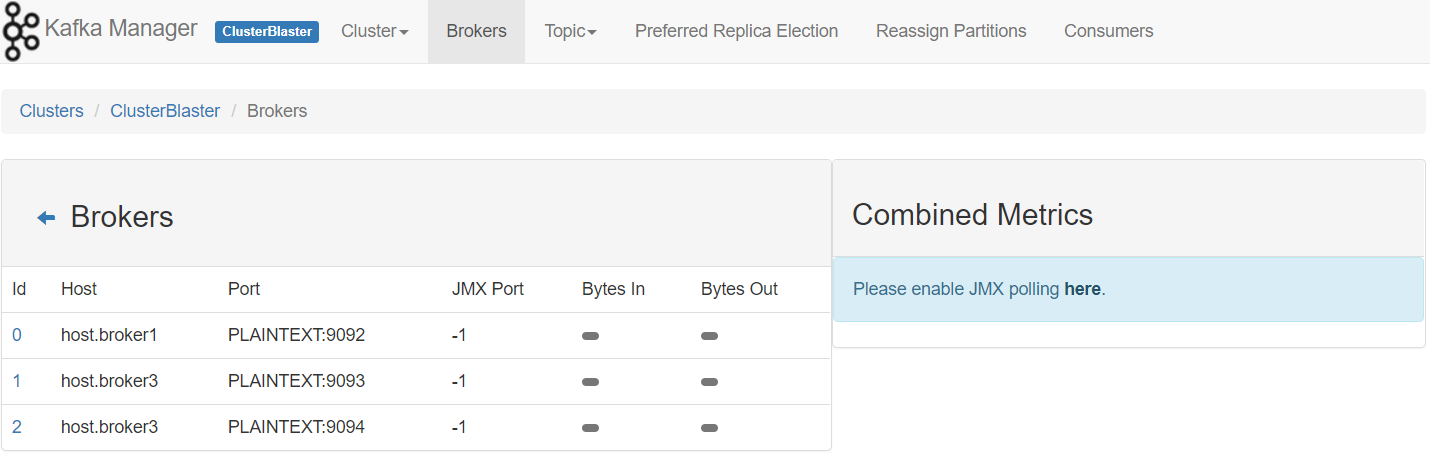 Kafka Manager ClusterBlaster Cluster Brokers Topic Preferred Replica Election Reassign Partitions Consumers
Clusters / ClusterBlaster / Brokers
Brokers
Id Host Port JMX Port Bytes In Bytes Out
0 host.broker1 PLAINTEXT:9092 -1
1 host.broker3 PLAINTEXT:9093 -1
2 host.broker3 PLAINTEXT:9094 -1
Combined Metrics
Please enable JMX polling here.